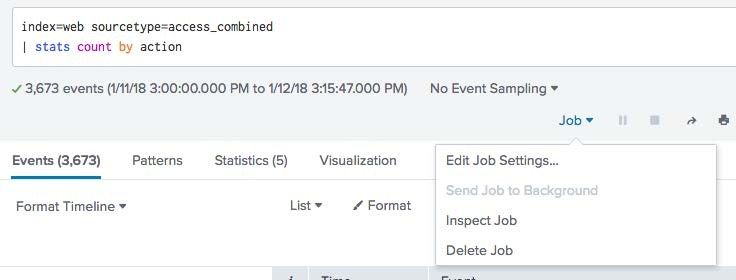 index=web sourcetype=access_combined
| stats count by action
✓ 3,673 events (1/11/18 3:00:00.000 PM to 1/12/18 3:15:47.000 PM) No Event Sampling
Job
Events (3,673) Patterns Statistics (5) Visualization
Edit Job Settings...
Send Job to Background
Inspect Job
Delete Job
Format Timeline List Format
i Time Event